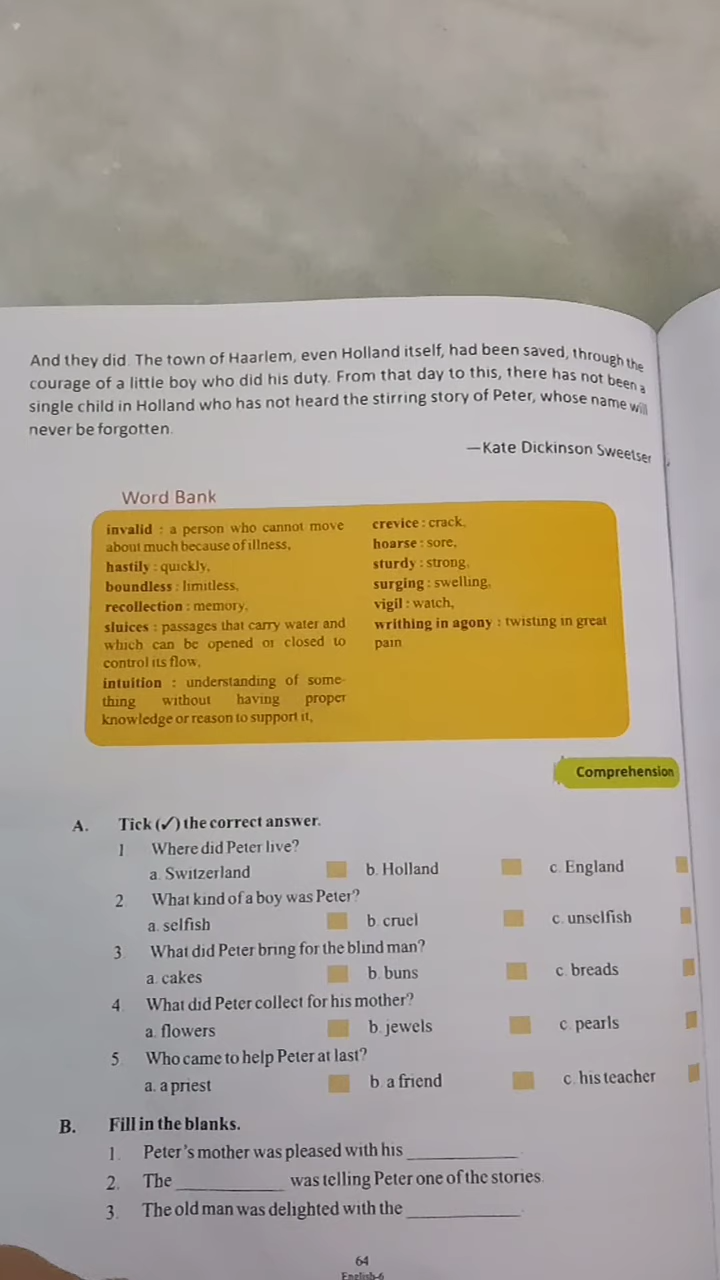 And they did. The town of Haarlem, even Holland itself, had been saved, through the
courage of a little boy who did his duty. From that day to this, there has not been a
single child in Holland who has not heard the stirring story of Peter, whose name will
never be forgotten.
—Kate Dickinson Sweetser
Word Bank
invalid : a person who cannot move
about much because of illness,
hastily : quickly,
boundless : limitless,
recollection : memory,
sluices : passages that carry water and
which can be opened or closed to
control its flow,
intuition : understanding of some-
thing without having proper
knowledge or reason to support it,
crevice : crack,
hoarse : sore,
sturdy : strong,
surging : swelling,
vigil : watch,
writhing in agony : twisting in great
pain
Comprehension
A. Tick (✓) the correct answer.
1 Where did Peter live?
a. Switzerland b. Holland c. England
2. What kind of a boy was Peter?
a. selfish b. cruel c. unselfish
3. What did Peter bring for the blind man?
a. cakes b. buns c. breads
4. What did Peter collect for his mother?
a. flowers b. jewels c. pearls
5. Who came to help Peter at last?
a. a priest b. a friend c. his teacher
B. Fill in the blanks.
1. Peter's mother was pleased with his ____________.
2. The ____________ was telling Peter one of the stories.
3. The old man was delighted with the ____________.
64
English-6